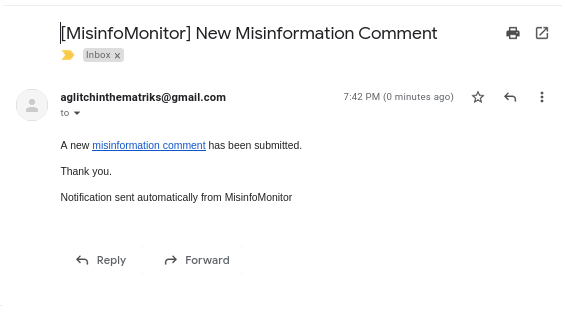 [MisinfoMonitor] New Misinformation Comment
Inbox x
aglitchinthematriks@gmail.com
7:42 PM (0 minutes ago)
to
A new misinformation comment has been submitted.
Thank you.
Notification sent automatically from MisinfoMonitor
Reply
Forward